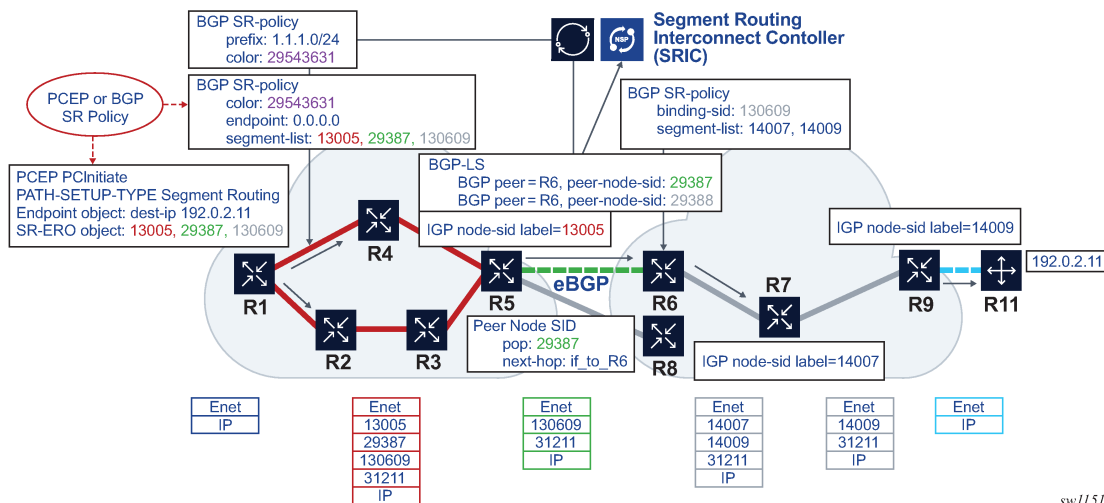 BGP SR-policy
prefix: 1.1.1.0/24
color: 29543631
NSP
Segment Routing
Interconnect Contoller
(SRIC)
PCEP or BGP
SR Policy
BGP SR-policy
color: 29543631
endpoint: 0.0.0.0
segment-list: 13005, 29387, 130609
BGP SR-policy
binding-sid: 130609
segment-list: 14007, 14009
PCEP PCInitiate
PATH-SETUP-TYPE Segment Routing
Endpoint object: dest-ip 192.0.2.11
SR-ERO object: 13005, 29387, 130609
BGP-LS
BGP peer=R6, peer-node-sid: 29387
BGP peer=R6, peer-node-sid: 29388
IGP node-sid label=13005
IGP node-sid label=14009
192.0.2.11
R4
R1
R5
eBGP
R6
R7
R9
R11
R2
R3
R8
Peer Node SID
pop: 29387
next-hop: if_to_R6
IGP node-sid label=14007
Enet
IP
Enet
13005
29387
130609
31211
IP
Enet
130609
31211
IP
Enet
14007
14009
31211
IP
Enet
14009
31211
IP
Enet
IP
sw1151